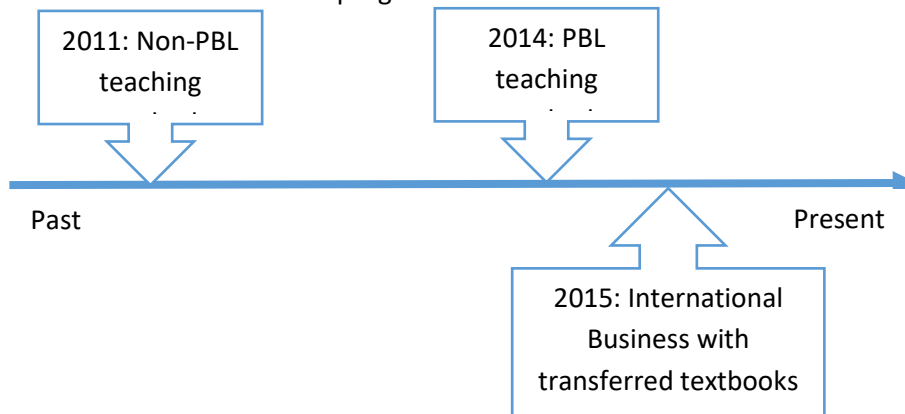 2011: Non-PBL
teaching
2014: PBL
teaching
Past
Present
2015: International
Business with
transferred textbooks